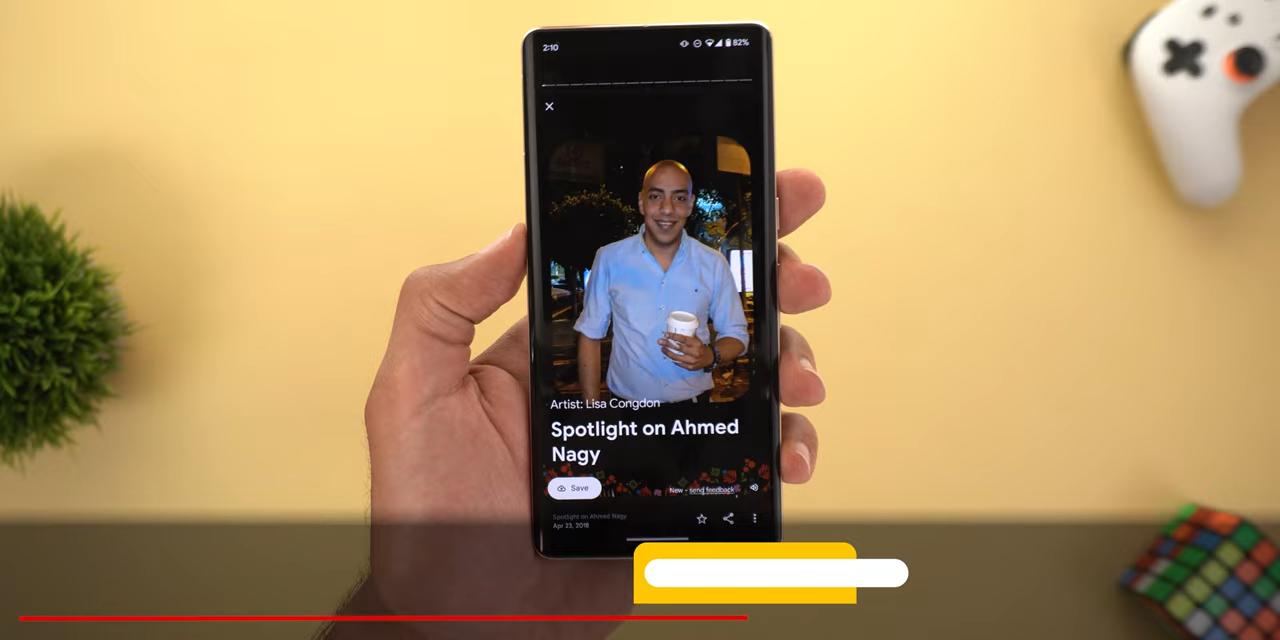 2:10
82%
Artist: Lisa Congdon
Spotlight on Ahmed
Nagy
Save
New - send feedback
Spotlight on Ahmed Nagy
Apr 23, 2018